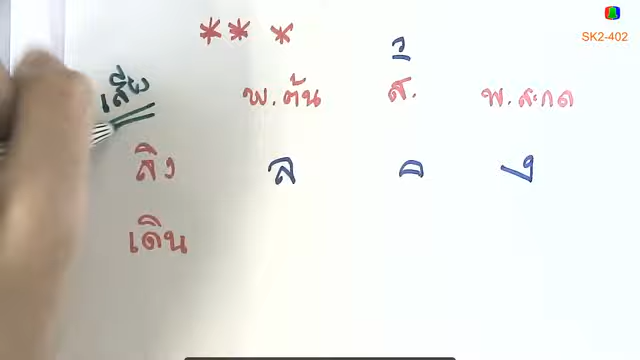 SK2-402
* * *
ว
เสียง พ.ต้น ส. พ.สะกด
ลิง ล ◌ิ ง
เดิน